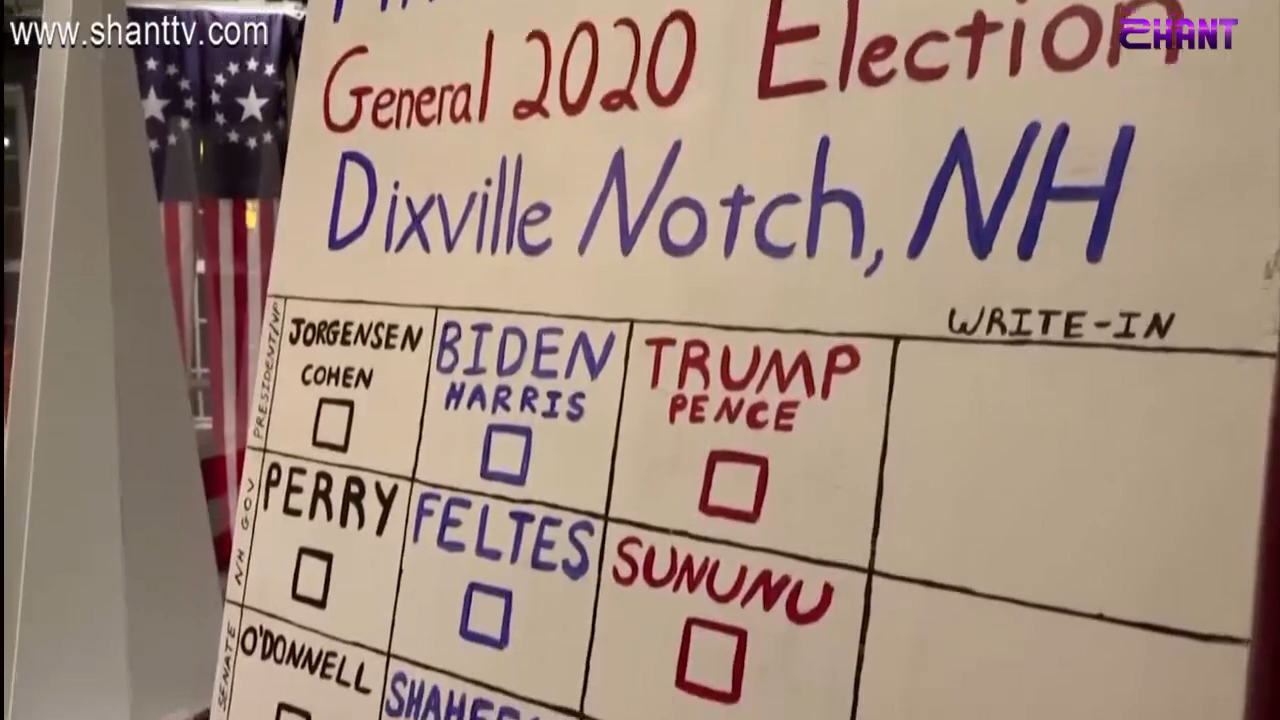 www.shanttv.com
SHANT
General 2020 Election
Dixville Notch, NH
WRITE-IN
PRESIDENT/VP
JORGENSEN
COHEN
BIDEN
HARRIS
TRUMP
PENCE
NH GOV
PERRY
FELTES
SUNUNU
SENATE
O'DONNELL